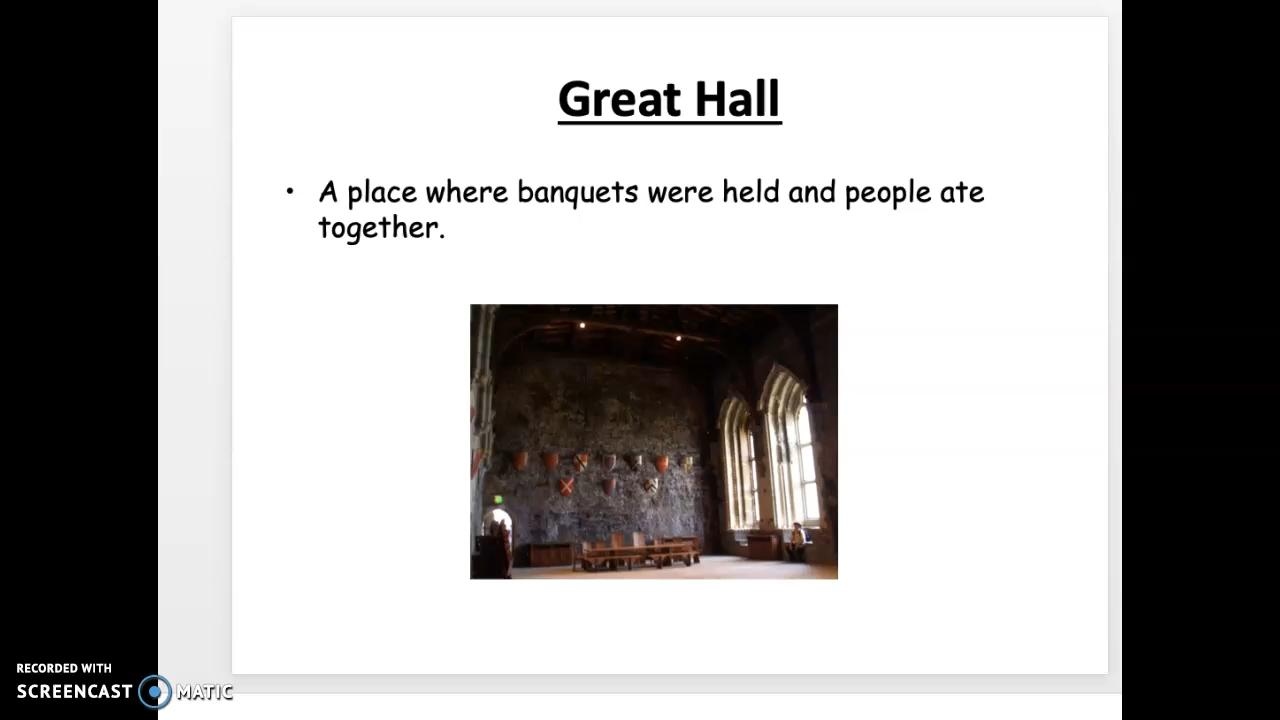 Great Hall
• A place where banquets were held and people ate
together.
RECORDED WITH
SCREENCAST MATIC